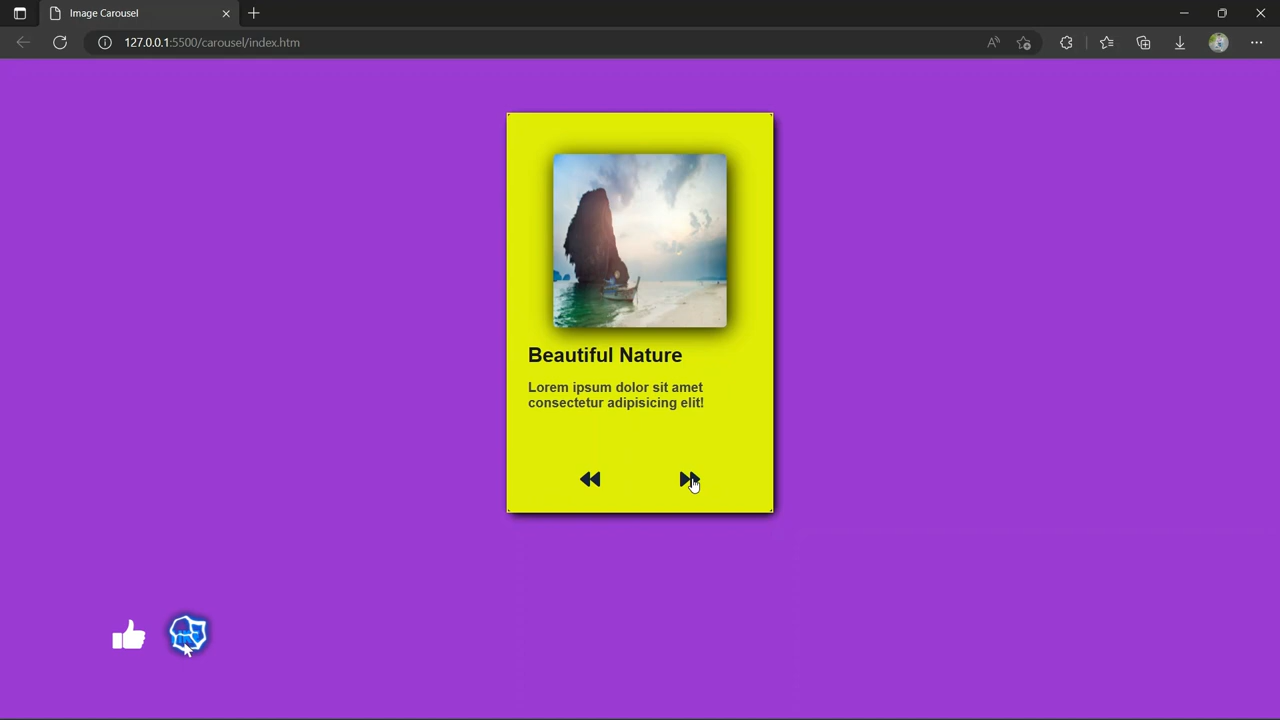 Image Carousel
127.0.0.1:5500/carousel/index.htm
Beautiful Nature
Lorem ipsum dolor sit amet
consectetur adipisicing elit!